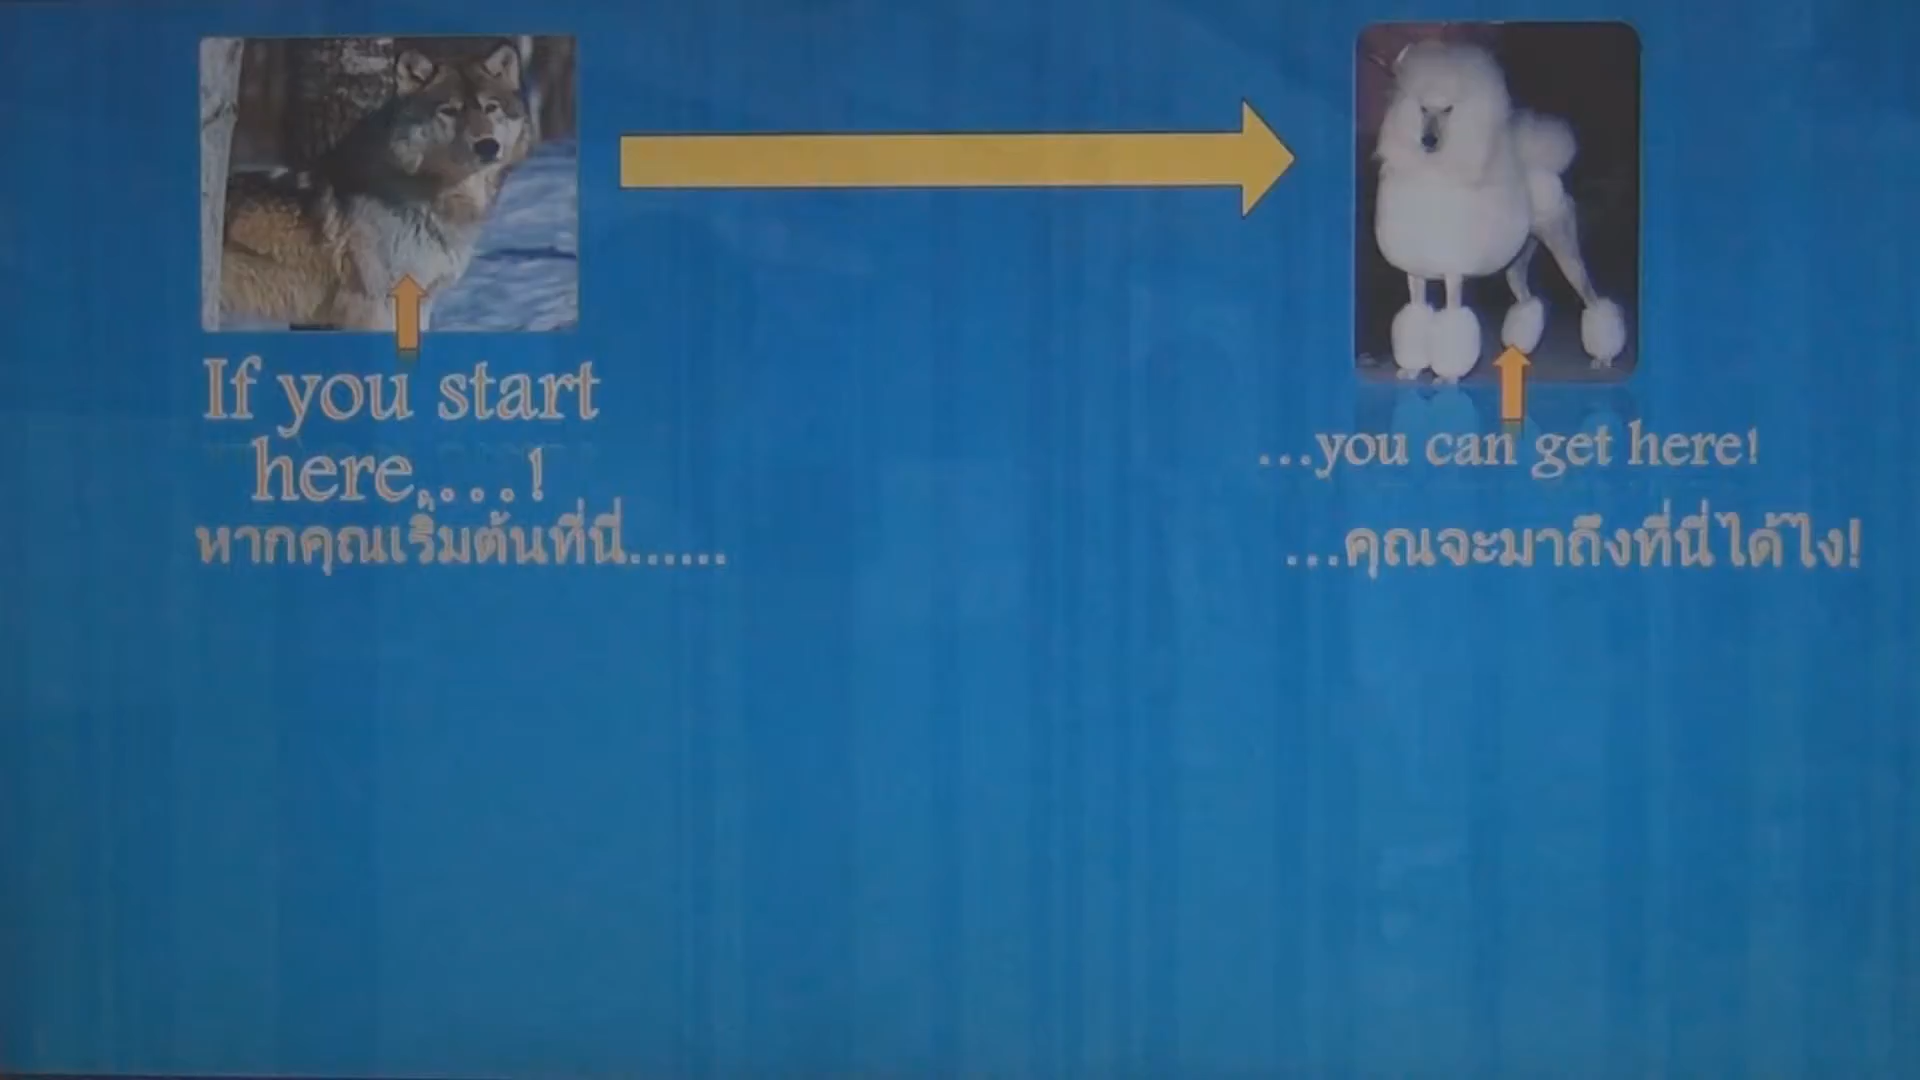 If you start
here....!
หากคุณเริ่มต้นที่นี่......
...you can get here!
...คุณจะมาถึงที่นี่ได้ไง!